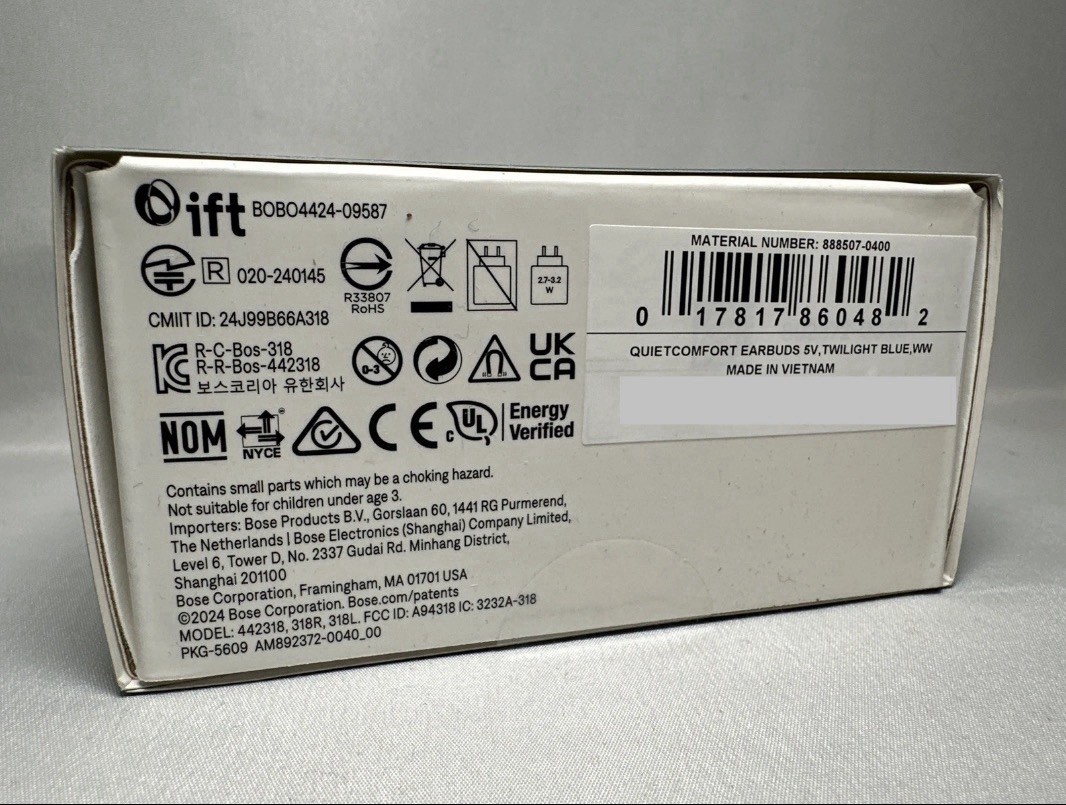 ift BOBO4424-09587
R 020-240145
R33807
RoHS
2.7-3.2
W
CMIIT ID: 24J99B66A318
R-C-Bos-318
R-R-Bos-442318
보스코리아 유한회사
0-3
UK
CA
NOM
NYCE
CE
c UL
Energy
Verified
Contains small parts which may be a choking hazard.
Not suitable for children under age 3.
Importers: Bose Products B.V., Gorslaan 60, 1441 RG Purmerend,
The Netherlands | Bose Electronics (Shanghai) Company Limited,
Level 6, Tower D, No. 2337 Gudai Rd. Minhang District,
Shanghai 201100
Bose Corporation, Framingham, MA 01701 USA
©2024 Bose Corporation. Bose.com/patents
MODEL: 442318, 318R, 318L. FCC ID: A94318 IC: 3232A-318
PKG-5609 AM892372-0040_00
MATERIAL NUMBER: 888507-0400
0 17817 86048 2
QUIETCOMFORT EARBUDS 5V,TWILIGHT BLUE,WW
MADE IN VIETNAM